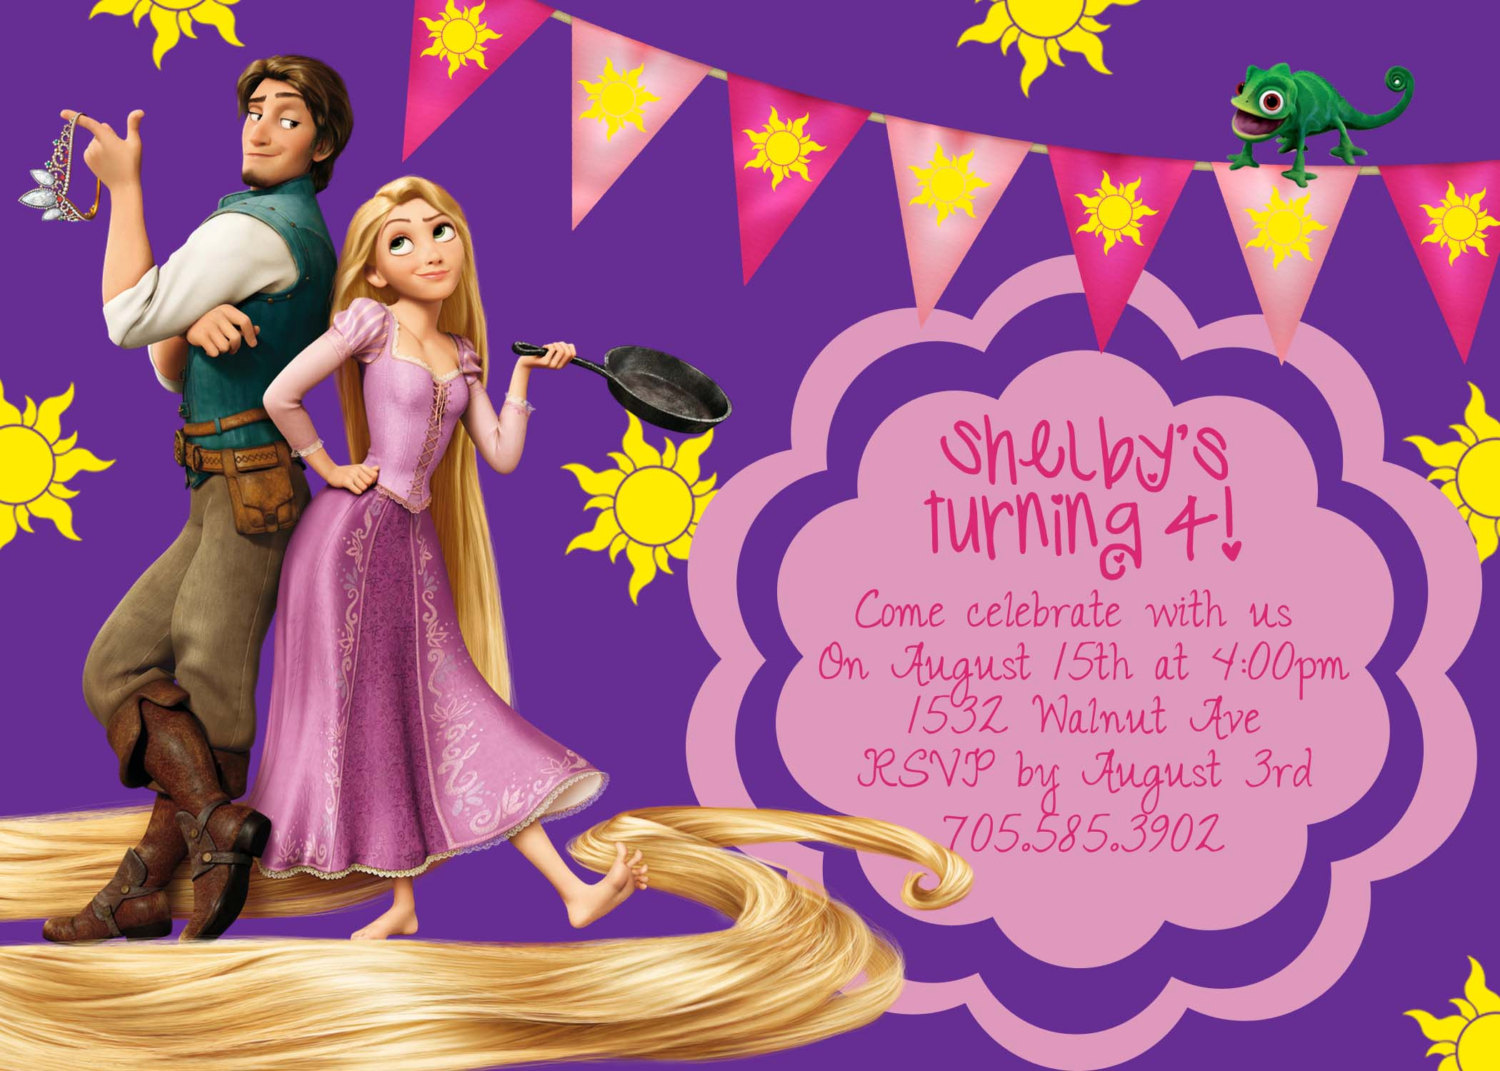 Shelby's
turning 4!
Come celebrate with us
On August 15th at 4:00pm
1532 Walnut Ave
RSVP by August 3rd
705.585.3902